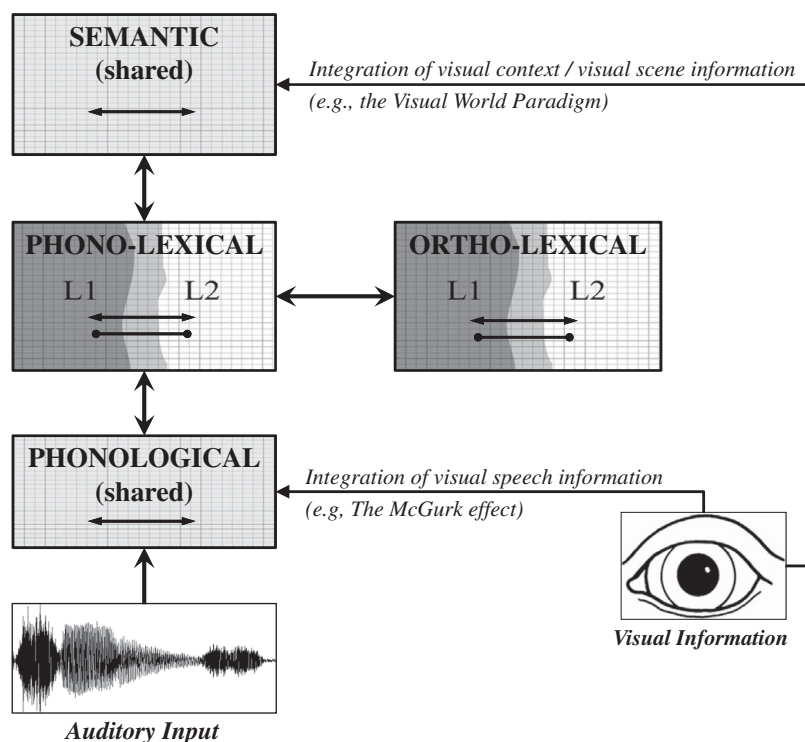 SEMANTIC
(shared)
Integration of visual context / visual scene information
(e.g., the Visual World Paradigm)
PHONO-LEXICAL
L1 L2
ORTHO-LEXICAL
L1 L2
PHONOLOGICAL
(shared)
Integration of visual speech information
(e.g, The McGurk effect)
Visual Information
Auditory Input